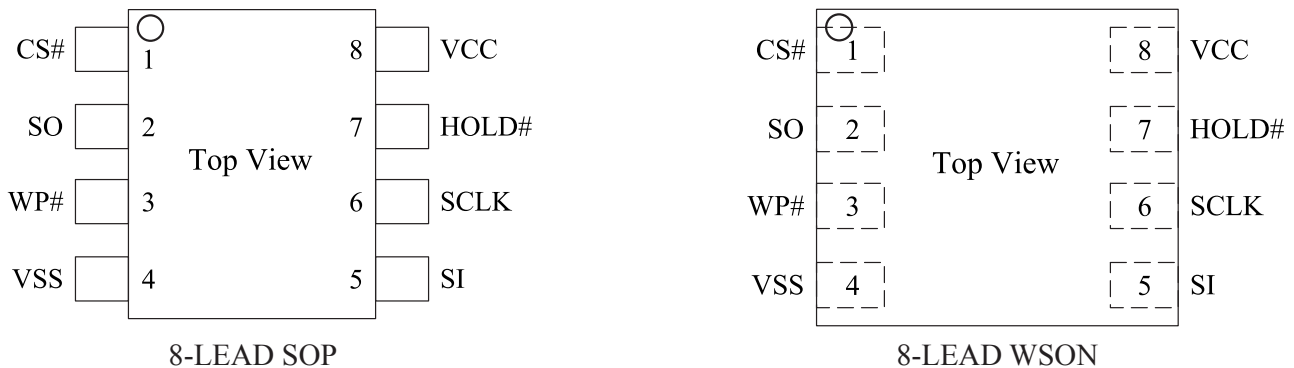 CS# 1 8 VCC
SO 2 7 HOLD#
Top View
WP# 3 6 SCLK
VSS 4 5 SI
8-LEAD SOP
CS# 1 8 VCC
SO 2 7 HOLD#
Top View
WP# 3 6 SCLK
VSS 4 5 SI
8-LEAD WSON